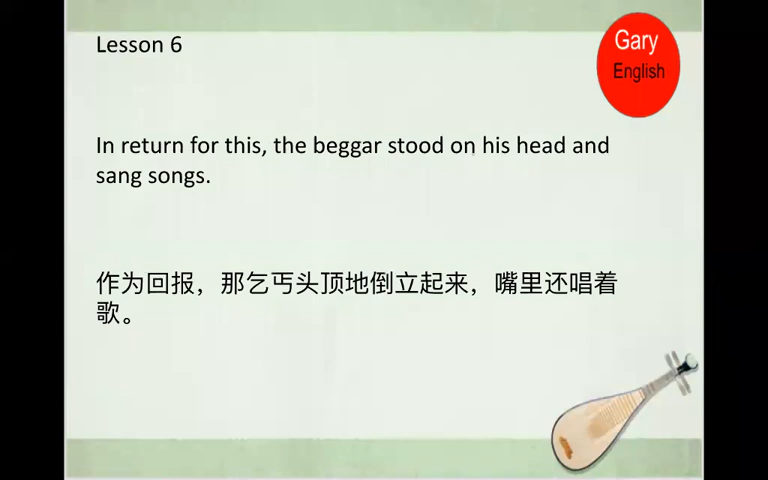 Lesson 6
Gary
English
In return for this, the beggar stood on his head and
sang songs.
作为回报，那乞丐头顶地倒立起来，嘴里还唱着
歌。